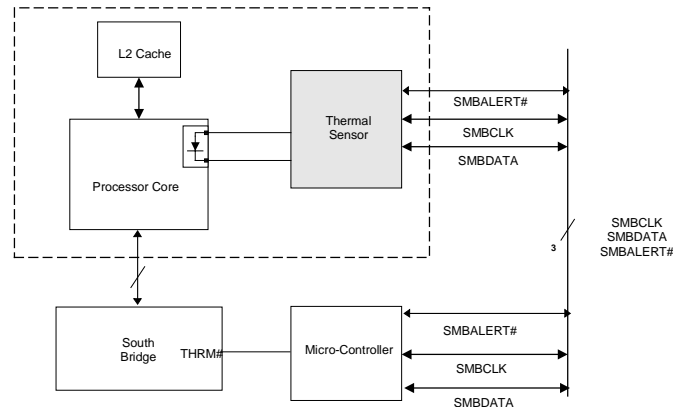 L2 Cache
Thermal
Sensor
SMBALERT#
SMBCLK
SMBDATA
Processor Core
3
SMBCLK
SMBDATA
SMBALERT#
South
Bridge
THRM#
Micro-Controller
SMBALERT#
SMBCLK
SMBDATA